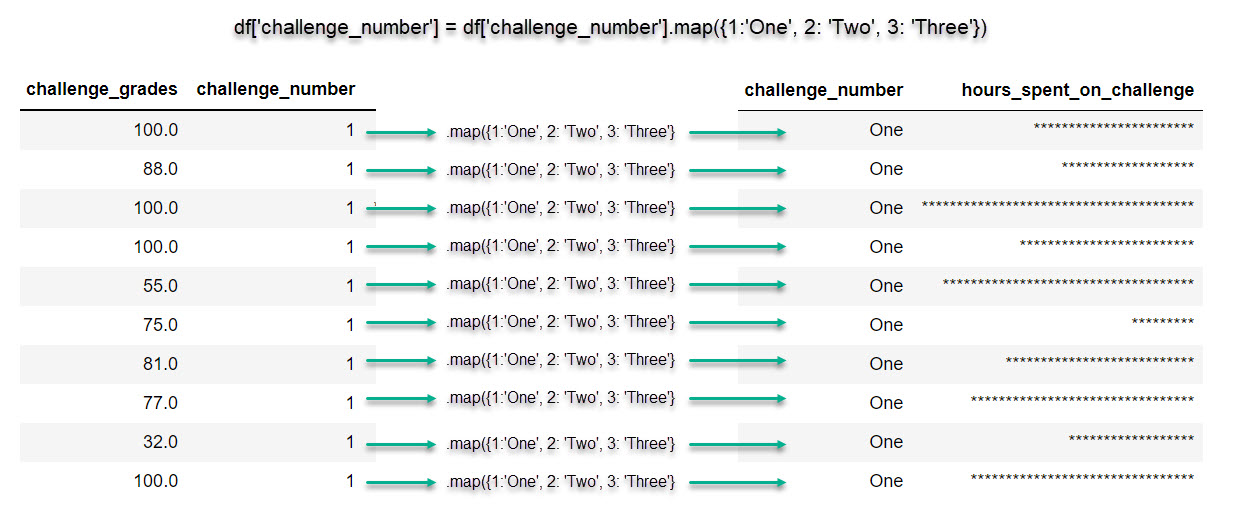 df['challenge_number'] = df['challenge_number'].map({1:'One', 2: 'Two', 3: 'Three'})
challenge_grades challenge_number challenge_number hours_spent_on_challenge
100.0 1 .map({1:'One', 2: 'Two', 3: 'Three'} One ***********************
88.0 1 .map({1:'One', 2: 'Two', 3: 'Three'} One *******************
100.0 1 .map({1:'One', 2: 'Two', 3: 'Three'} One ***************************************
100.0 1 .map({1:'One', 2: 'Two', 3: 'Three'} One *************************
55.0 1 .map({1:'One', 2: 'Two', 3: 'Three'} One ************************************
75.0 1 .map({1:'One', 2: 'Two', 3: 'Three'} One *********
81.0 1 .map({1:'One', 2: 'Two', 3: 'Three'} One ***************************
77.0 1 .map({1:'One', 2: 'Two', 3: 'Three'} One ********************************
32.0 1 .map({1:'One', 2: 'Two', 3: 'Three'} One ******************
100.0 1 .map({1:'One', 2: 'Two', 3: 'Three'} One ********************************